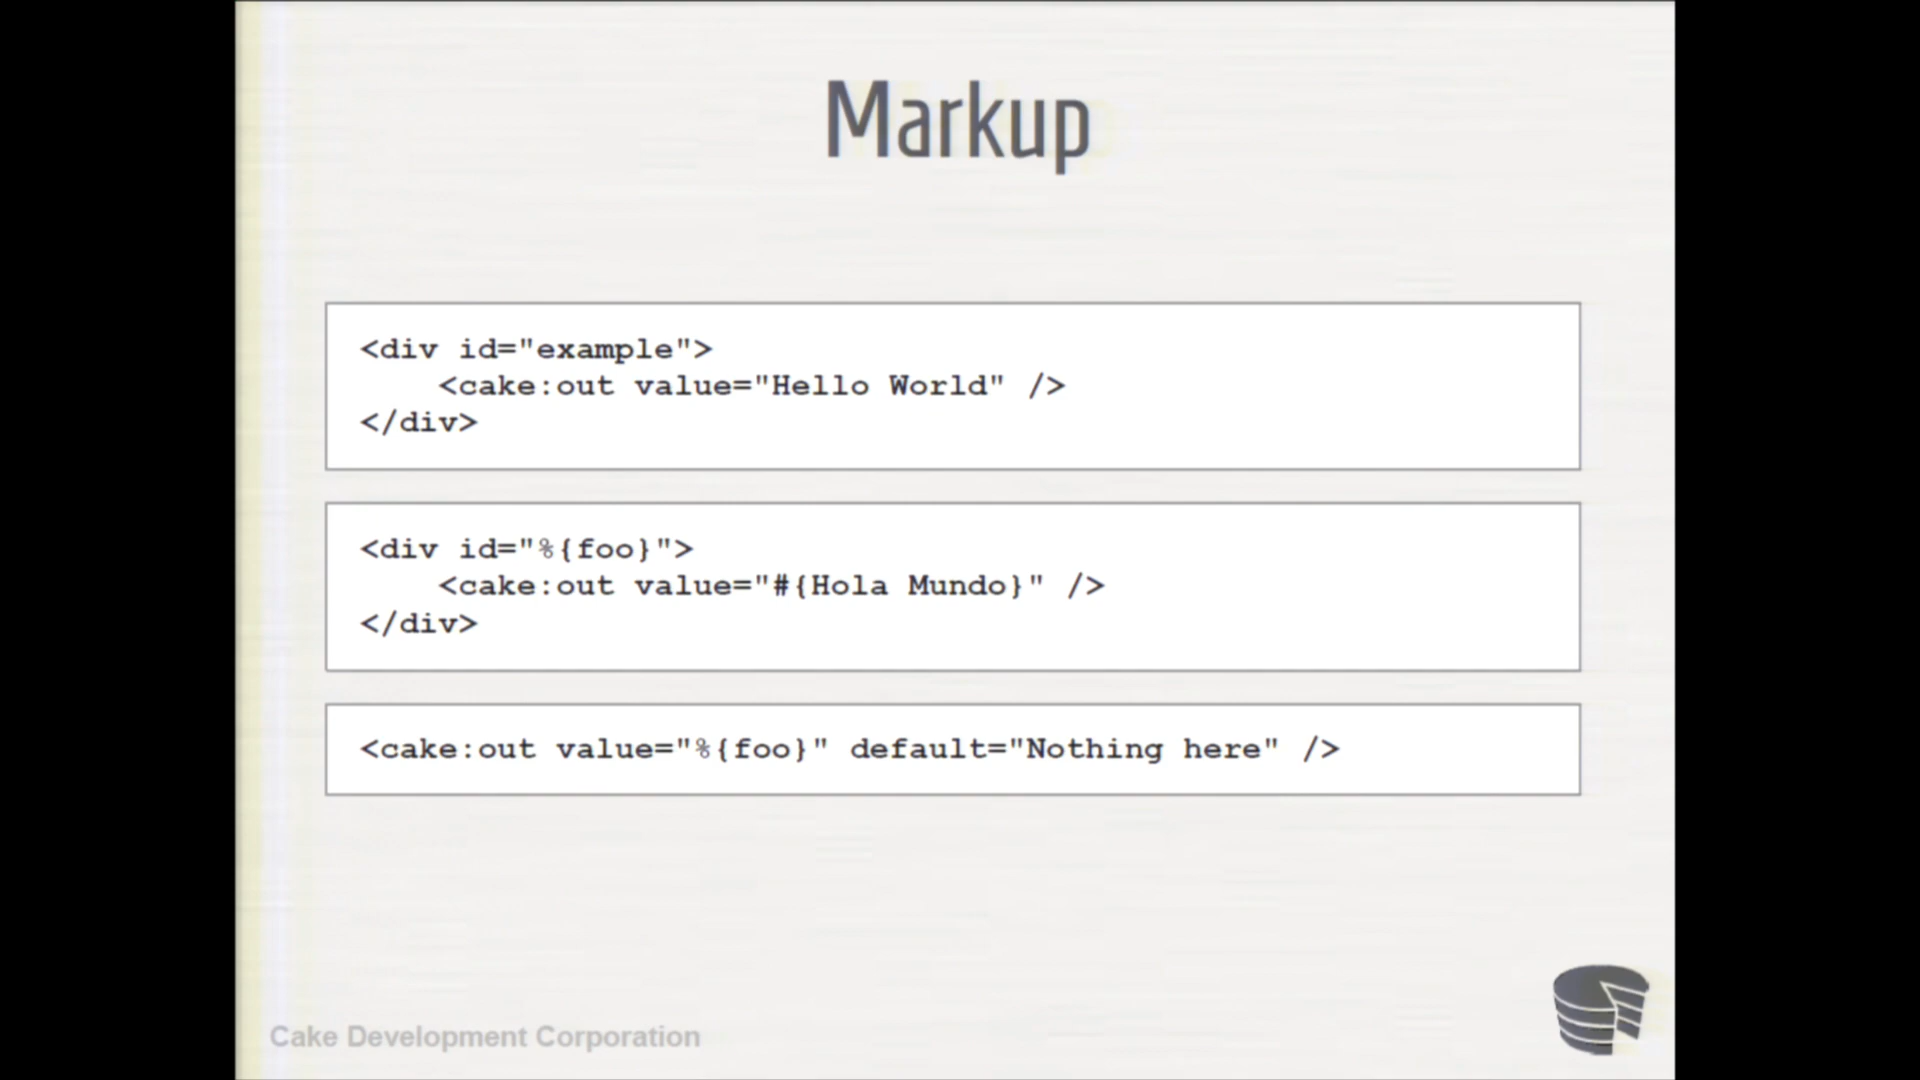 Markup
<div id="example">
    <cake:out value="Hello World" />
</div>
<div id="%{foo}">
    <cake:out value="#{Hola Mundo}" />
</div>
<cake:out value="%{foo}" default="Nothing here" />
Cake Development Corporation